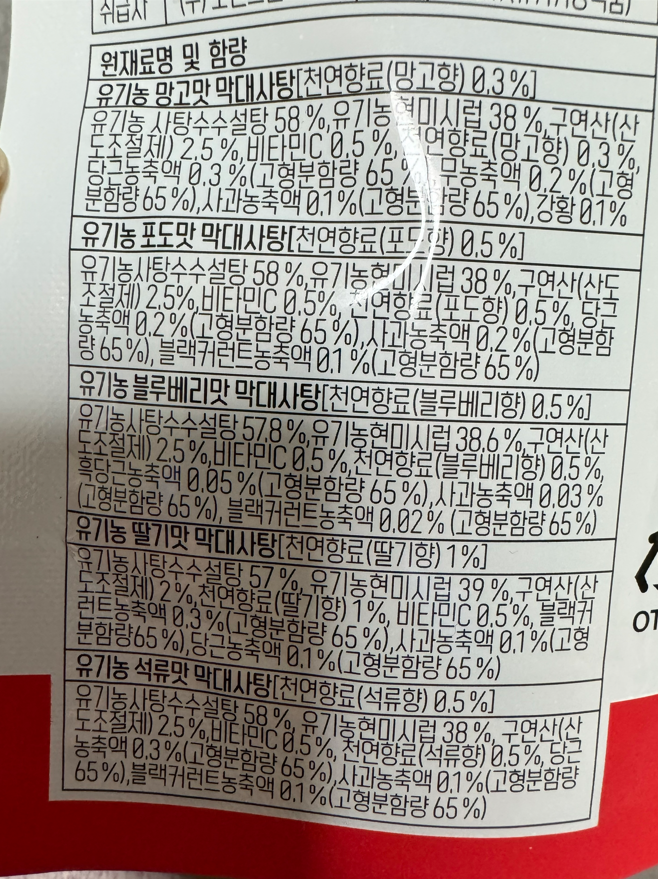 취급자
원재료명 및 함량
유기농 망고맛 막대사탕[천연향료(망고향) 0.3%]
유기농 사탕수수설탕 58%,유기농현미시럽 38%,구연산(산
도조절제) 2.5%,비타민C 0.5%, 천연향료(망고향) 0.3%,
당근농축액 0.3%(고형분함량 65%), 농축액 0.2%(고형
분함량 65%),사과농축액 0.1%(고형분함량 65%),강황 0.1%
유기농 포도맛 막대사탕[천연향료(포도향) 0.5%]
유기농사탕수수설탕 58%,유기농현미시럽 38%,구연산(산도
조절제) 2.5%,비타민C 0.5%, 천연향료(포도향) 0.5%, 당근
농축액 0.2%(고형분함량 65%),사과농축액 0.2%(고형분함
량 65%), 블랙커런트농축액 0.1%(고형분함량 65%)
유기농 블루베리맛 막대사탕[천연향료(블루베리향) 0.5%]
유기농사탕수수설탕 57.8%,유기농현미시럽 38.6%,구연산(산
도조절제) 2.5%,비타민C 0.5%,천연향료(블루베리향) 0.5%,
흑당근농축액 0.05%(고형분함량 65%),사과농축액 0.03%
(고형분함량 65%), 블랙커런트농축액 0.02% (고형분함량 65%)
유기농 딸기맛 막대사탕[천연향료(딸기향) 1%]
유기농사탕수수설탕 57%, 유기농현미시럽 39%,구연산(산
도조절제) 2%,천연향료(딸기향) 1%, 비타민C 0.5%, 블랙커
런트농축액 0.3%(고형분함량 65%),사과농축액 0.1%(고형
분함량65%),당근농축액 0.1%(고형분함량 65%)
유기농 석류맛 막대사탕[천연향료(석류향) 0.5%]
유기농사탕수수설탕 58%, 유기농현미시럽 38%, 구연산(산
도조절제) 2.5%,비타민C 0.5%, 천연향료(석류향) 0.5%, 당근
농축액 0.3%(고형분함량 65%),사과농축액 0.1%(고형분함량
65%),블랙커런트농축액 0.1%(고형분함량 65%)